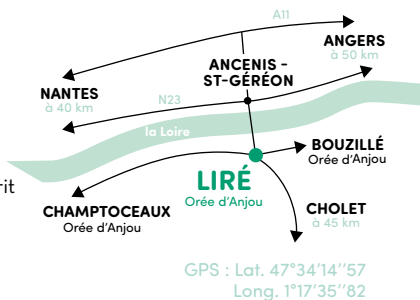 A11
ANGERS
à 50 km
ANCENIS -
ST-GÉRÉON
NANTES
à 40 km
N23
la Loire
BOUZILLÉ
Orée d'Anjou
LIRÉ
Orée d'Anjou
rit
CHAMPTOCEAUX
Orée d'Anjou
CHOLET
à 45 km
GPS : Lat. 47°34'14''57
Long. 1°17'35''82